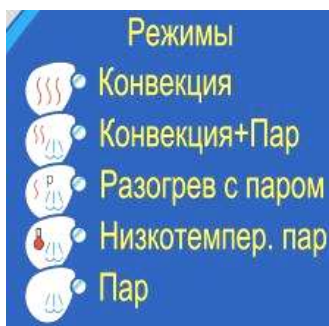 Режимы
Конвекция
Конвекция+Пар
P
Разогрев с паром
Низкотемпер. пар
Пар